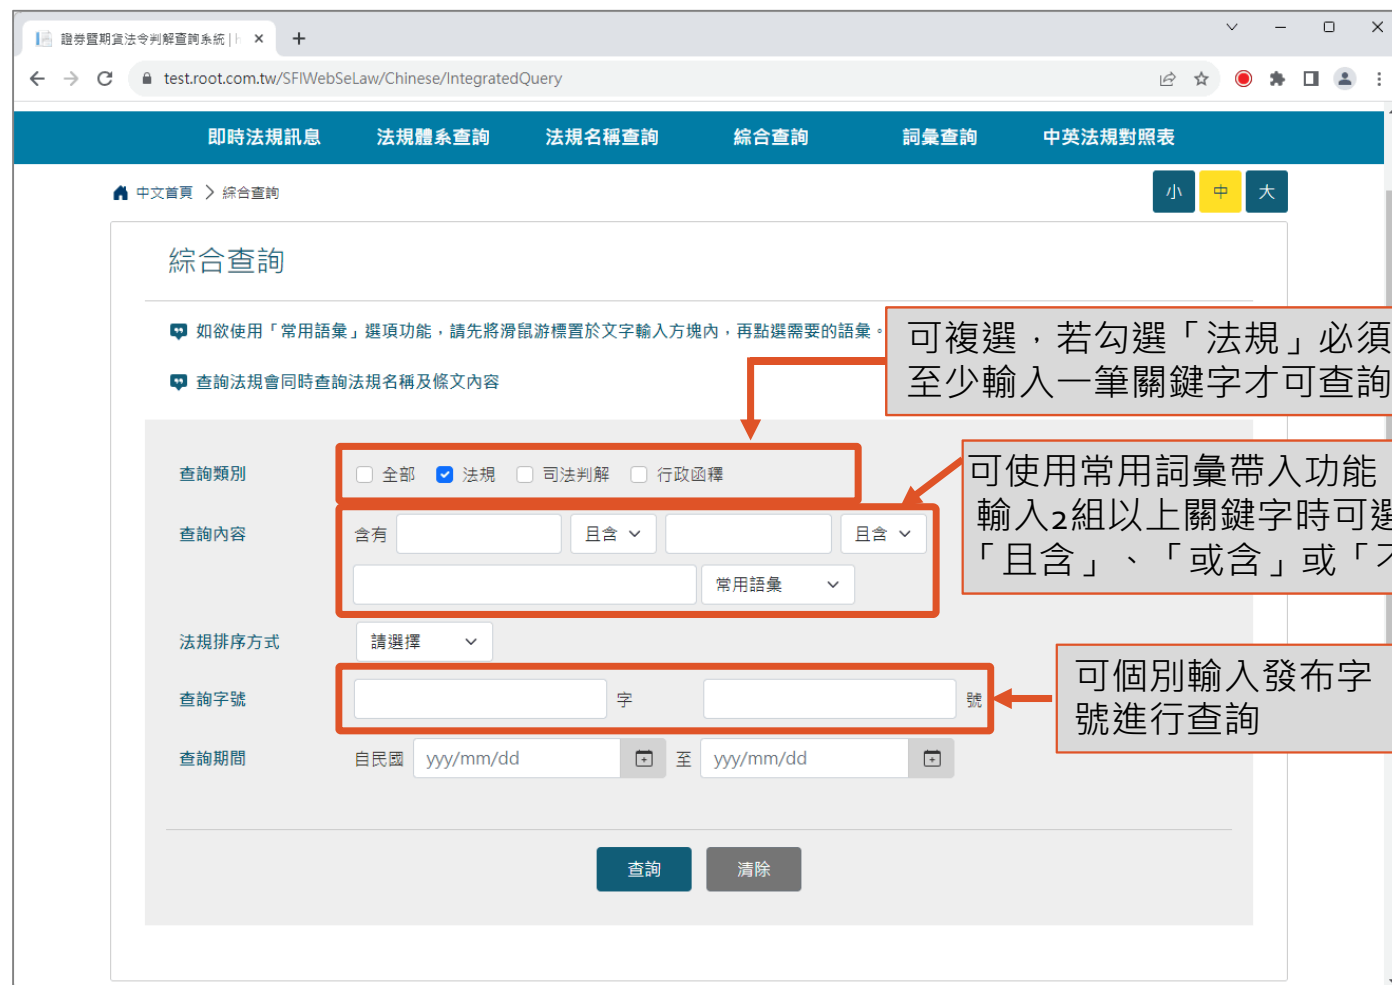 證券暨期貨法令判解查詢系統 | h
test.root.com.tw/SFIWebSeLaw/Chinese/IntegratedQuery
即時法規訊息 法規體系查詢 法規名稱查詢 綜合查詢 詞彙查詢 中英法規對照表
中文首頁 > 綜合查詢
小 中 大
綜合查詢
如欲使用「常用語彙」選項功能，請先將滑鼠游標置於文字輸入方塊內，再點選需要的語彙。
查詢法規會同時查詢法規名稱及條文內容
可複選，若勾選「法規」必須
至少輸入一筆關鍵字才可查詢
查詢類別 全部 法規 司法判解 行政函釋
可使用常用詞彙帶入功能
輸入2組以上關鍵字時可選
「且含」、「或含」或「不
查詢內容 含有 且含 且含
常用語彙
法規排序方式 請選擇
查詢字號 字 號
可個別輸入發布字
號進行查詢
查詢期間 自民國 yyy/mm/dd 至 yyy/mm/dd
查詢 清除